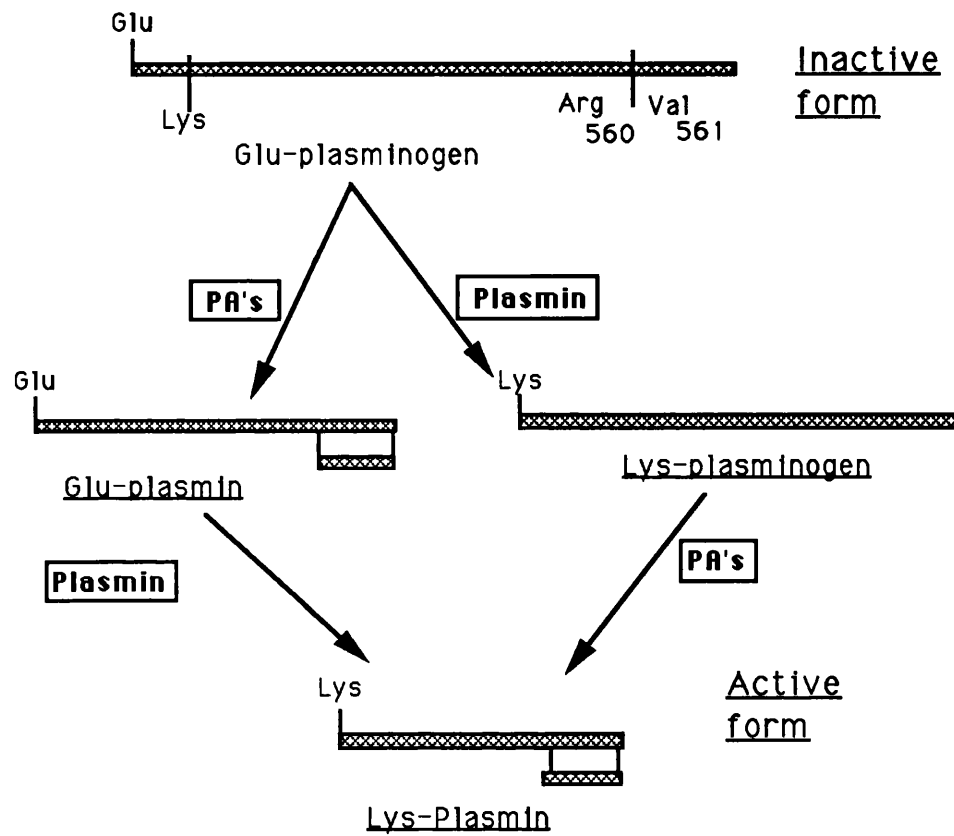 Glu
Inactive
form
Lys
Arg Val
560 561
Glu-plasminogen
PA's
Plasmin
Glu
Lys
Glu-plasmin
Lys-plasminogen
Plasmin
PA's
Lys
Active
form
Lys-Plasmin